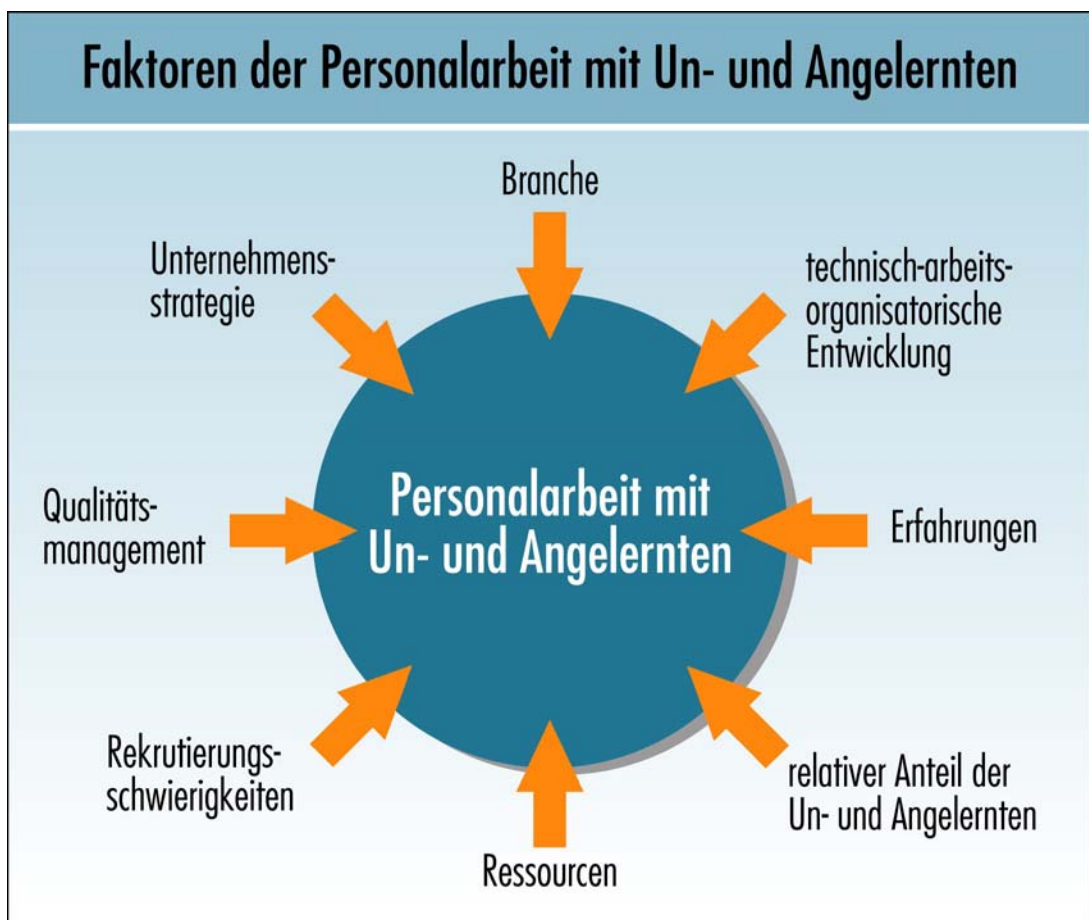 Faktoren der Personalarbeit mit Un- und Angelernten
Branche
Unternehmens-
strategie
technisch-arbeits-
organisatorische
Entwicklung
Personalarbeit mit
Un- und Angelernten
Qualitäts-
management
Erfahrungen
Rekrutierungs-
schwierigkeiten
relativer Anteil der
Un- und Angelernten
Ressourcen